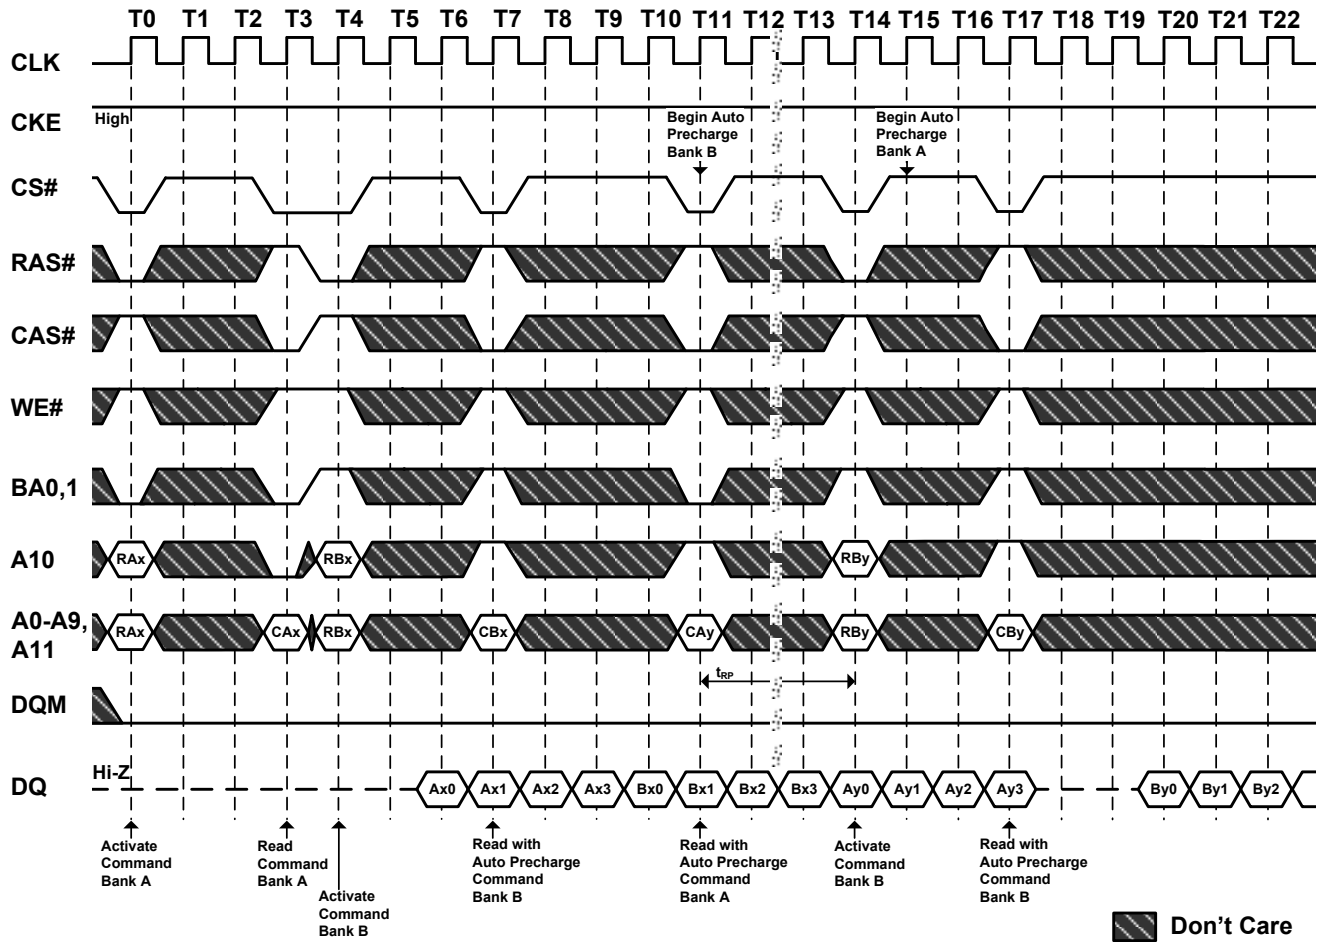 T0 T1 T2 T3 T4 T5 T6 T7 T8 T9 T10 T11 T12 T13 T14 T15 T16 T17 T18 T19 T20 T21 T22
CLK
CKE
High
Begin Auto
Precharge
Bank B
Begin Auto
Precharge
Bank A
CS#
RAS#
CAS#
WE#
BA0,1
A10
RAx RBx RBy
A0-A9,
A11
RAx CAx RBx CBx CAy RBy CBy
tRP
DQM
Hi-Z
DQ
Ax0 Ax1 Ax2 Ax3 Bx0 Bx1 Bx2 Bx3 Ay0 Ay1 Ay2 Ay3 By0 By1 By2
Activate
Command
Bank A
Read
Command
Bank A
Activate
Command
Bank B
Read with
Auto Precharge
Command
Bank B
Read with
Auto Precharge
Command
Bank A
Activate
Command
Bank B
Read with
Auto Precharge
Command
Bank B
Don't Care